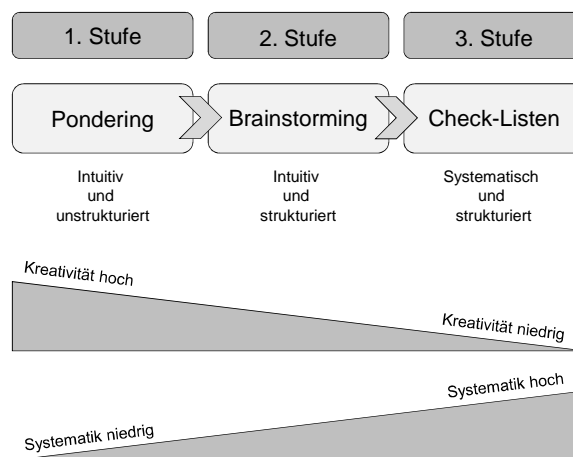 1. Stufe
2. Stufe
3. Stufe
Pondering
Brainstorming
Check-Listen
Intuitiv
und
unstrukturiert
Intuitiv
und
strukturiert
Systematisch
und
strukturiert
Kreativität hoch
Kreativität niedrig
Systematik hoch
Systematik niedrig